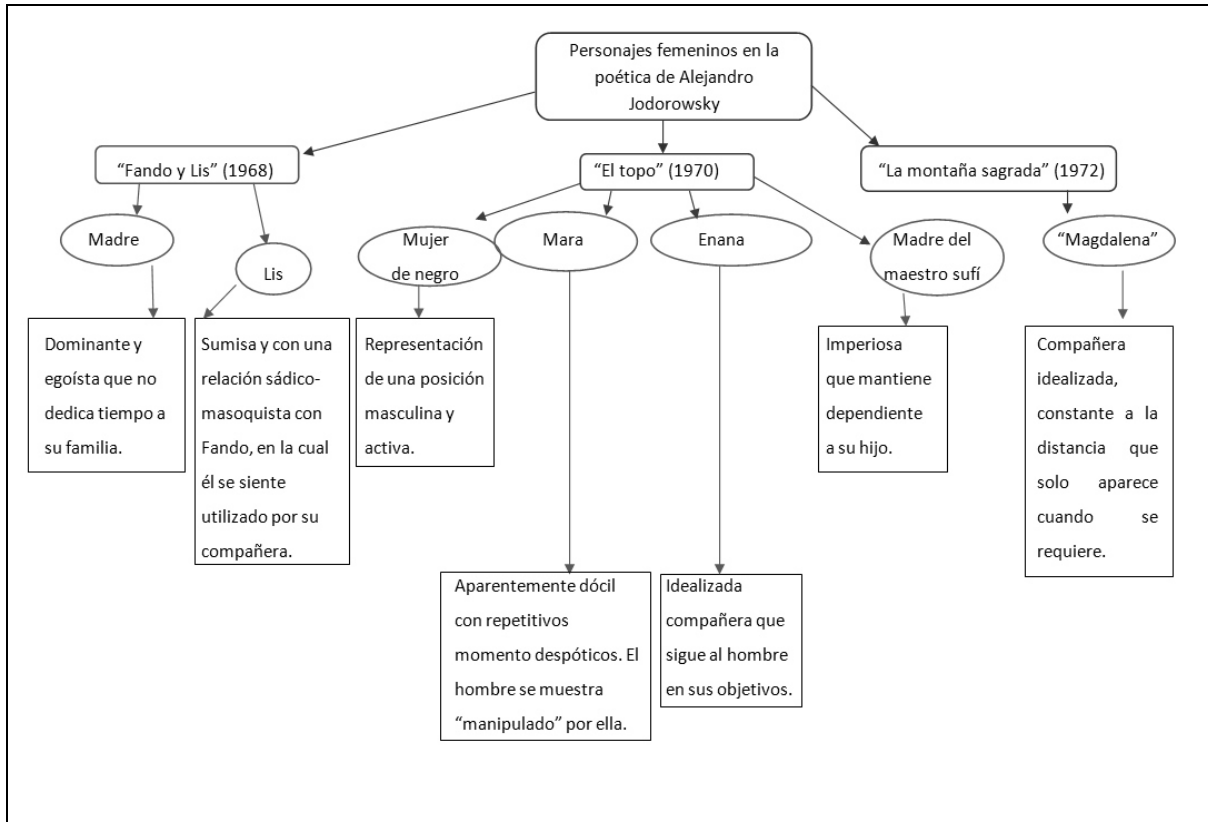 Personajes femeninos en la
poética de Alejandro
Jodorowsky
“Fando y Lis” (1968)
“El topo” (1970)
“La montaña sagrada” (1972)
Madre
Lis
Mujer
de negro
Mara
Enana
Madre del
maestro sufí
“Magdalena”
Dominante y
egoísta que no
dedica tiempo a
su familia.
Sumisa y con una
relación sádico-
masoquista con
Fando, en la cual
él se siente
utilizado por su
compañera.
Representación
de una posición
masculina y
activa.
Aparentemente dócil
con repetitivos
momento despóticos. El
hombre se muestra
“manipulado” por ella.
Idealizada
compañera que
sigue al hombre
en sus objetivos.
Imperiosa
que mantiene
dependiente
a su hijo.
Compañera
idealizada,
constante a la
distancia que
solo aparece
cuando se
requiere.